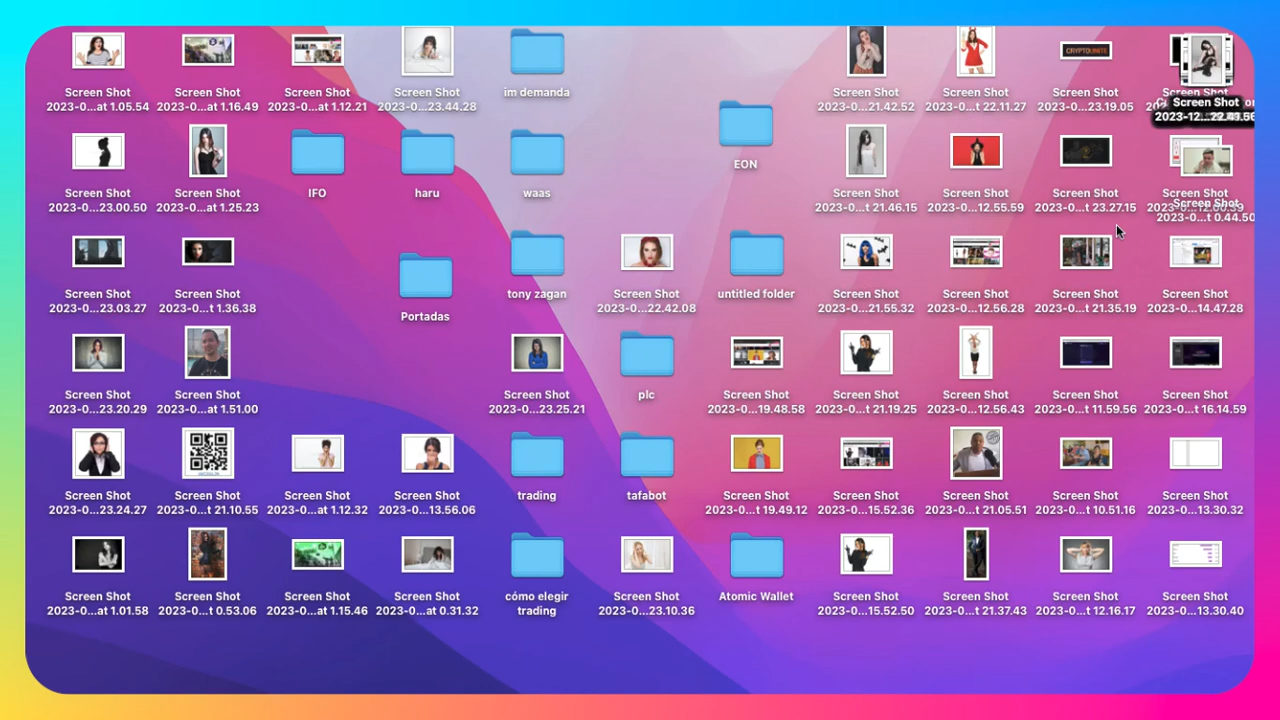 Screen Shot
2023-0...at 1.05.54
Screen Shot
2023-0...at 1.16.49
Screen Shot
2023-0...at 1.12.21
Screen Shot
2023-0...23.44.28
im demanda
Screen Shot
2023-0...21.42.52
Screen Shot
2023-0...t 22.11.27
CRYPTOUNITE
Screen Shot
2023-0...23.19.05
Screen Shot
Screen Shot
Screen Shot
2023-0...23.00.50
Screen Shot
2023-0...at 1.25.23
IFO
haru
waas
EON
Screen Shot
2023-0...t 21.46.15
Screen Shot
2023-0...12.55.59
Screen Shot
2023-0...t 23.27.15
Screen Shot
Screen Shot
2023-0...t 0.44.50
Screen Shot
2023-0...23.03.27
Screen Shot
2023-0...t 1.36.38
Portadas
tony zagan
Screen Shot
2023-0...22.42.08
untitled folder
Screen Shot
2023-0...21.55.32
Screen Shot
2023-0...12.56.28
Screen Shot
2023-0...t 21.35.19
Screen Shot
2023-0...14.47.28
Screen Shot
2023-0...23.20.29
Screen Shot
2023-0...at 1.51.00
Screen Shot
2023-0...23.25.21
plc
Screen Shot
2023-0...19.48.58
Screen Shot
2023-0...t 21.19.25
Screen Shot
2023-0...12.56.43
Screen Shot
2023-0...t 11.59.56
Screen Shot
2023-0...t 16.14.59
Screen Shot
2023-0...23.24.27
Screen Shot
2023-0...t 21.10.55
Screen Shot
2023-0...at 1.12.32
Screen Shot
2023-0...13.56.06
trading
tafabot
Screen Shot
2023-0...t 19.49.12
Screen Shot
2023-0...15.52.36
Screen Shot
2023-0...t 21.05.51
Screen Shot
2023-0...t 10.51.16
Screen Shot
2023-0...13.30.32
Screen Shot
2023-0...at 1.01.58
Screen Shot
2023-0...t 0.53.06
Screen Shot
2023-0...at 1.15.46
Screen Shot
2023-0...at 0.31.32
cómo elegir
trading
Screen Shot
2023-0...23.10.36
Atomic Wallet
Screen Shot
2023-0...15.52.50
Screen Shot
2023-0...t 21.37.43
Screen Shot
2023-0...t 12.16.17
Screen Shot
2023-0...13.30.40